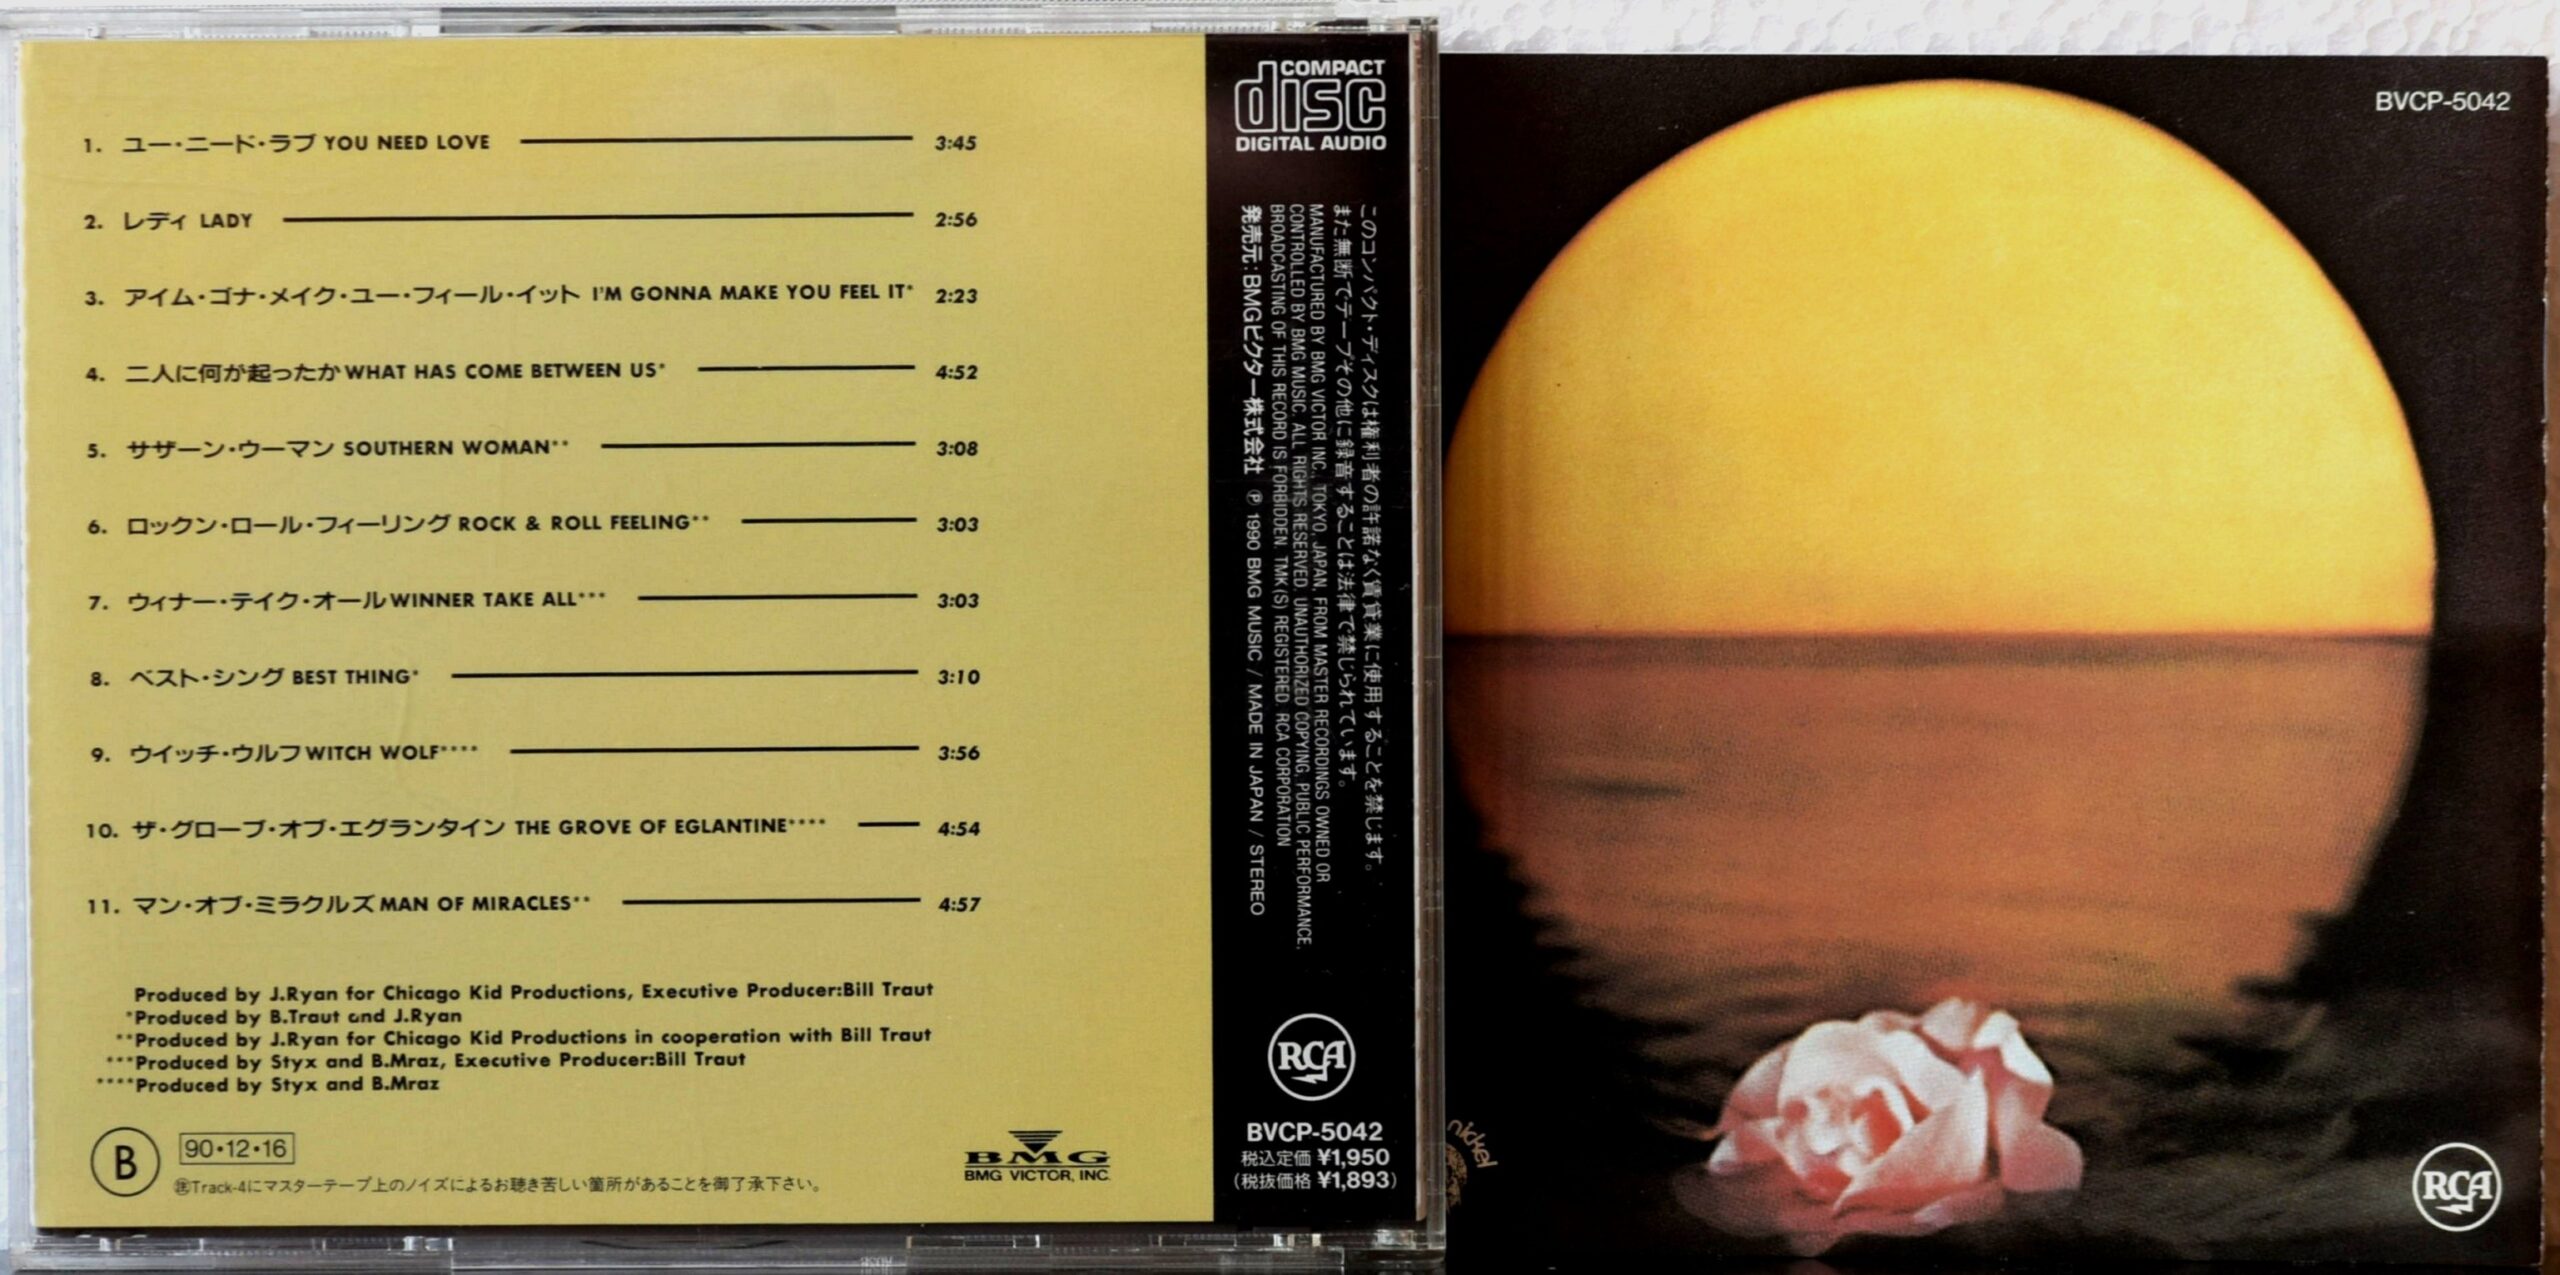 1. ユー・ニード・ラブ YOU NEED LOVE 3:45
2. レディ LADY 2:56
3. アイム・ゴナ・メイク・ユー・フィール・イット I'M GONNA MAKE YOU FEEL IT* 2:23
4. 二人に何が起ったか WHAT HAS COME BETWEEN US* 4:52
5. サザーン・ウーマン SOUTHERN WOMAN** 3:08
6. ロックン・ロール・フィーリング ROCK & ROLL FEELING** 3:03
7. ウィナー・テイク・オール WINNER TAKE ALL*** 3:03
8. ベスト・シング BEST THING* 3:10
9. ウイッチ・ウルフ WITCH WOLF**** 3:56
10. ザ・グローブ・オブ・エグランタイン THE GROVE OF EGLANTINE**** 4:54
11. マン・オブ・ミラクルズ MAN OF MIRACLES** 4:57
Produced by J.Ryan for Chicago Kid Productions, Executive Producer:Bill Traut
*Produced by B.Traut and J.Ryan
**Produced by J.Ryan for Chicago Kid Productions in cooperation with Bill Traut
***Produced by Styx and B.Mraz, Executive Producer:Bill Traut
****Produced by Styx and B.Mraz
B 90・12・16
㊟Track-4にマスターテープ上のノイズによるお聴き苦しい箇所があることを御了承下さい。
BMG
BMG VICTOR, INC.
COMPACT
disc
DIGITAL AUDIO
このコンパクト・ディスクは権利者の許諾なく賃貸業に使用することを禁じます。
また無断でテープその他に録音することは法律で禁じられています。
MANUFACTURED BY BMG VICTOR INC., TOKYO, JAPAN, FROM MASTER RECORDINGS OWNED OR
CONTROLLED BY BMG MUSIC. ALL RIGHTS RESERVED. UNAUTHORIZED COPYING, PUBLIC PERFORMANCE,
BROADCASTING OF THIS RECORD IS FORBIDDEN. TMK(S) REGISTERED. RCA CORPORATION
発売元:BMGビクター株式会社 ℗ 1990 BMG MUSIC / MADE IN JAPAN / STEREO
RCA
BVCP-5042
税込定価 ¥1,950
(税抜価格 ¥1,893)
BVCP-5042
nickel
RCA